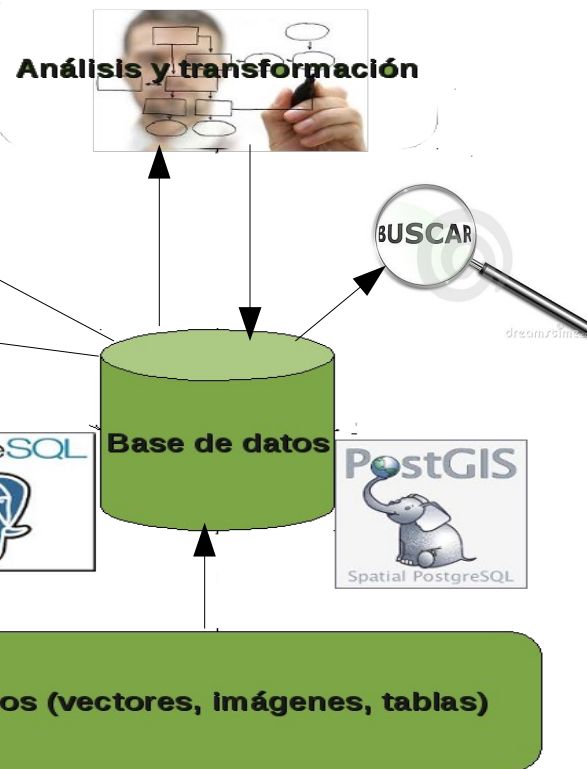 Análisis y transformación
BUSCAR
dreamstime
Base de datos
eSQL
PostGIS
Spatial PostgreSQL
os (vectores, imágenes, tablas)